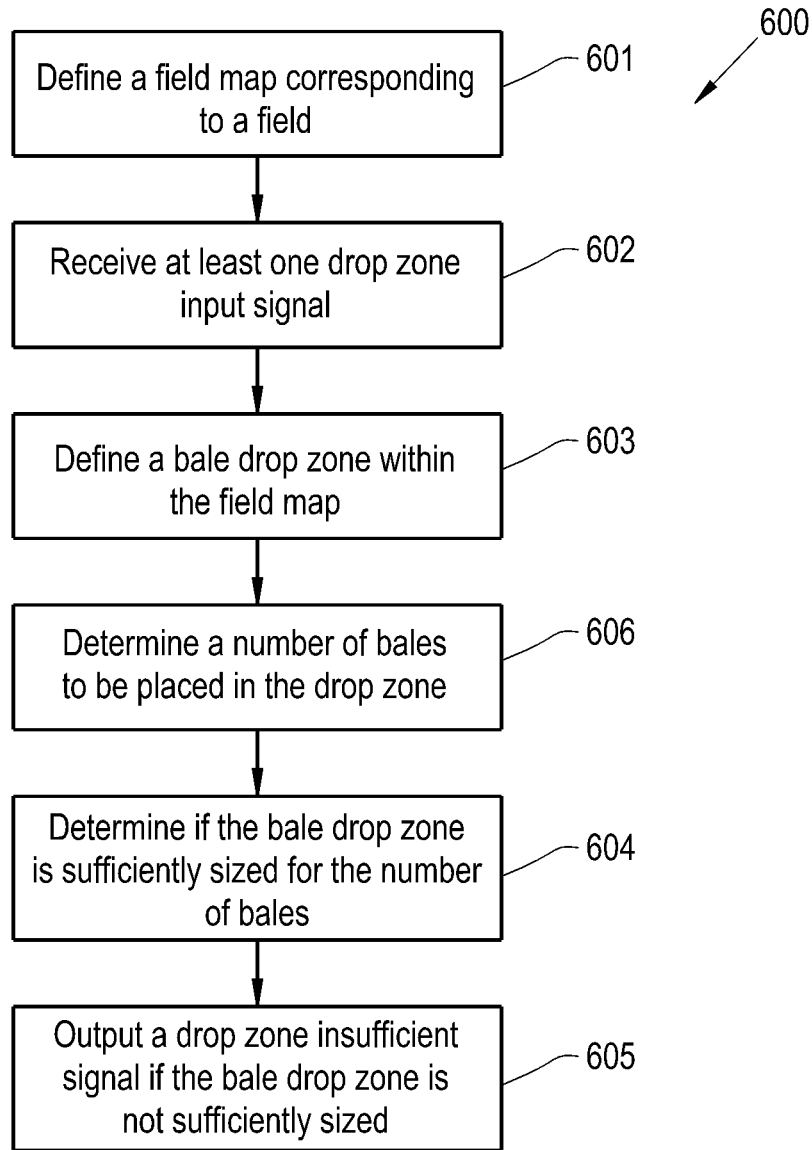 600
Define a field map corresponding
to a field
601
Receive at least one drop zone
input signal
602
Define a bale drop zone within
the field map
603
Determine a number of bales
to be placed in the drop zone
606
Determine if the bale drop zone
is sufficiently sized for the number
of bales
604
Output a drop zone insufficient
signal if the bale drop zone is
not sufficiently sized
605